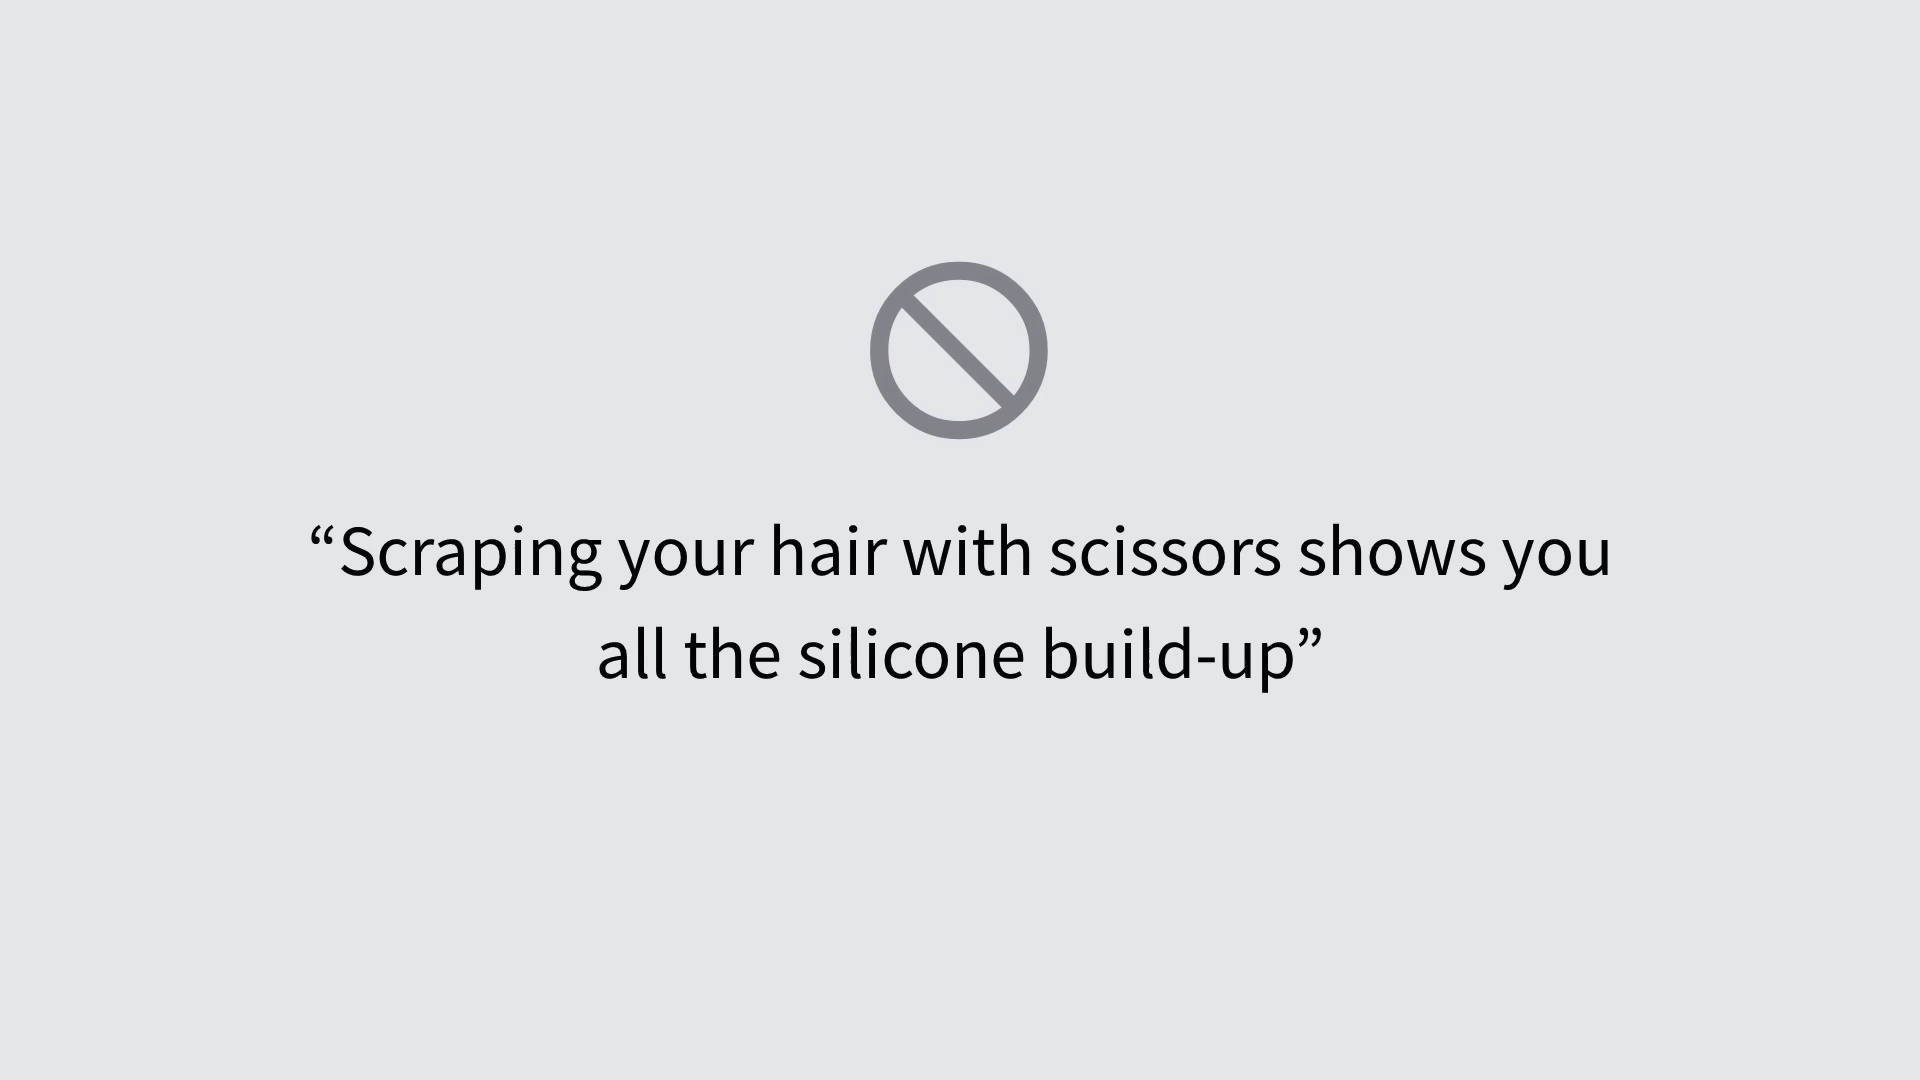 “Scraping your hair with scissors shows you
all the silicone build-up”